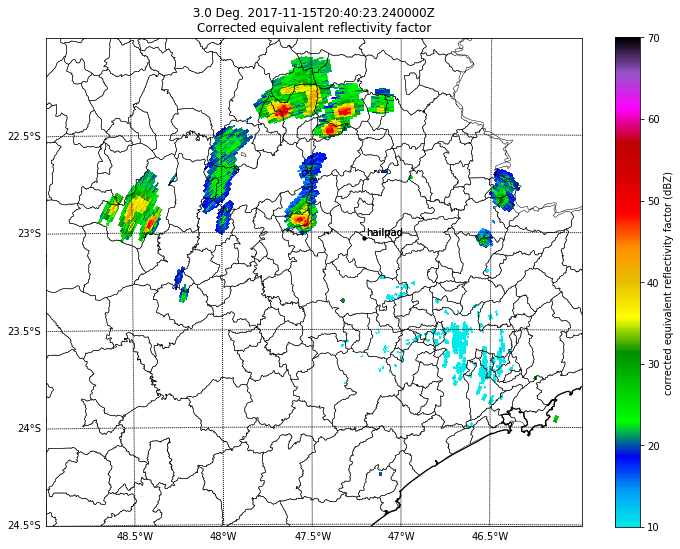 3.0 Deg. 2017-11-15T20:40:23.240000Z
Corrected equivalent reflectivity factor
70
60
50
40
30
20
10
corrected equivalent reflectivity factor (dBZ)
22.5°S
23°S
23.5°S
24°S
24.5°S
hailpad
48.5°W
48°W
47.5°W
47°W
46.5°W